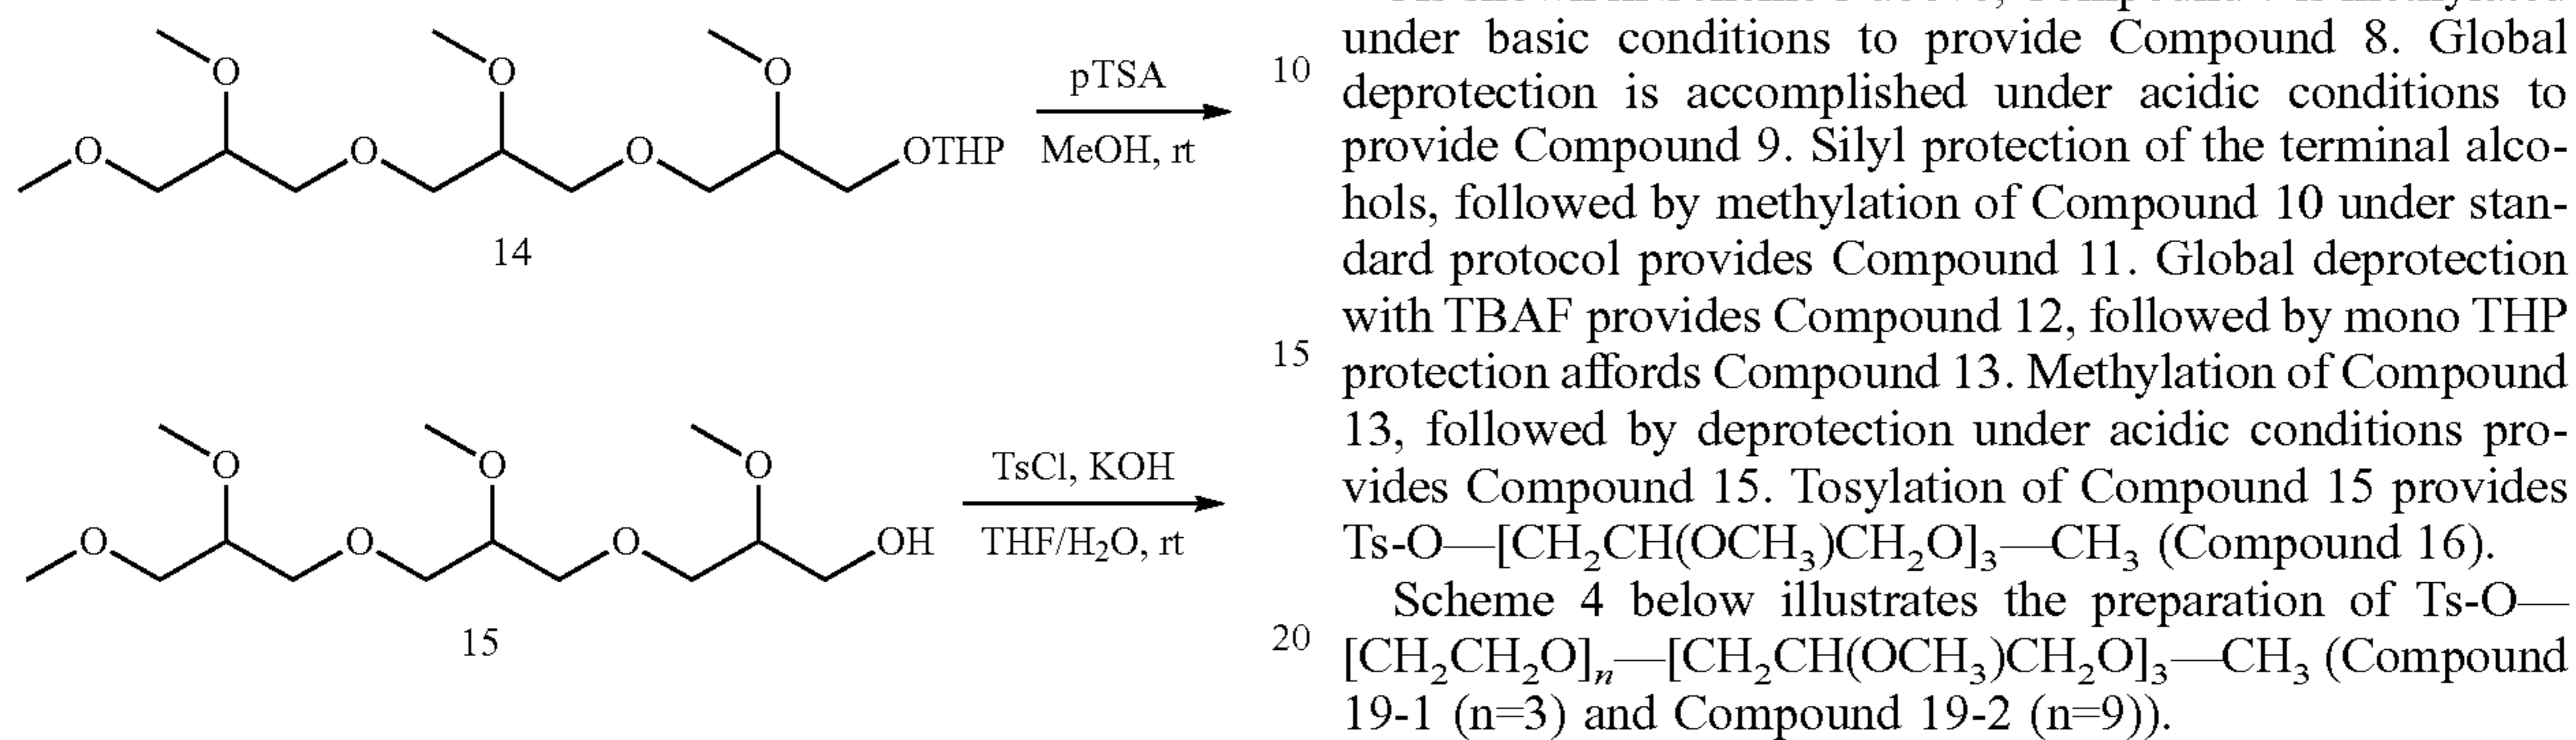 O O O
pTSA
O O O OTHP MeOH, rt
14
O O O
TsCl, KOH
O O O OH THF/H₂O, rt
15
under basic conditions to provide Compound 8. Global
10
deprotection is accomplished under acidic conditions to
provide Compound 9. Silyl protection of the terminal alco-
hols, followed by methylation of Compound 10 under stan-
dard protocol provides Compound 11. Global deprotection
with TBAF provides Compound 12, followed by mono THP
15
protection affords Compound 13. Methylation of Compound
13, followed by deprotection under acidic conditions pro-
vides Compound 15. Tosylation of Compound 15 provides
Ts-O—[CH₂CH(OCH₃)CH₂O]₃—CH₃ (Compound 16).
Scheme 4 below illustrates the preparation of Ts-O—
20
[CH₂CH₂O]ₙ—[CH₂CH(OCH₃)CH₂O]₃—CH₃ (Compound
19-1 (n=3) and Compound 19-2 (n=9)).